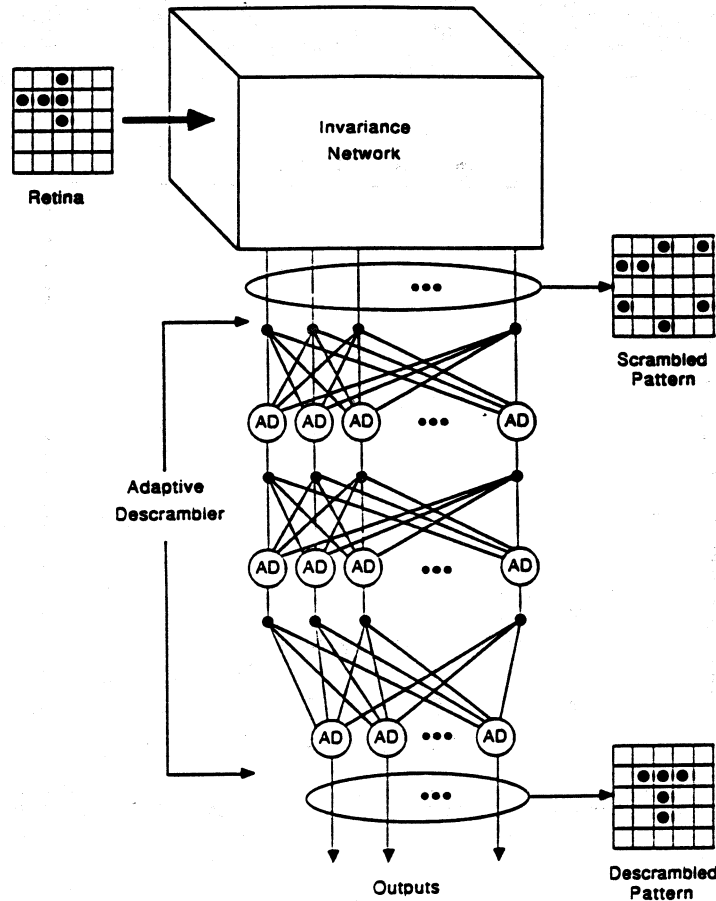 Invariance
Network
Retina
•••
Scrambled
Pattern
AD AD AD ••• AD
Adaptive
Descrambler
AD AD AD ••• AD
AD AD ••• AD
•••
Outputs
Descrambled
Pattern